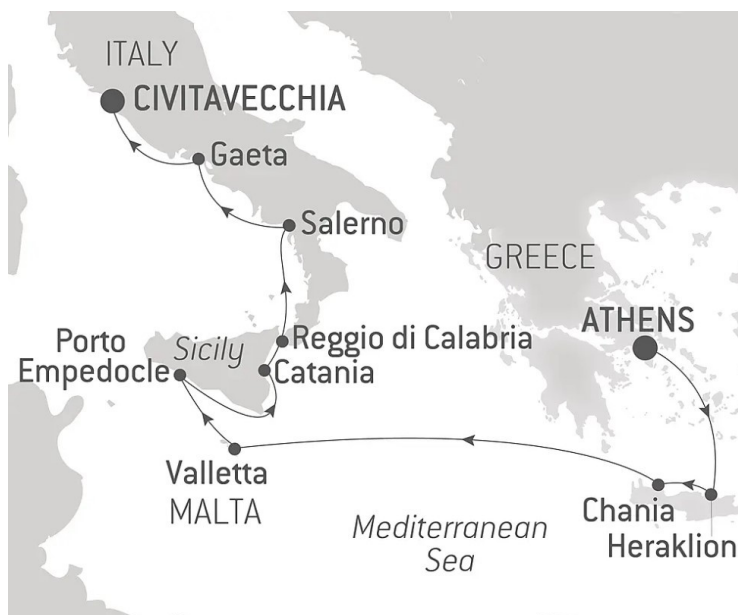 ITALY
CIVITAVECCHIA
Gaeta
Salerno
GREECE
ATHENS
Porto
Empedocle
Sicily
Reggio di Calabria
Catania
Valletta
MALTA
Mediterranean
Sea
Chania
Heraklion